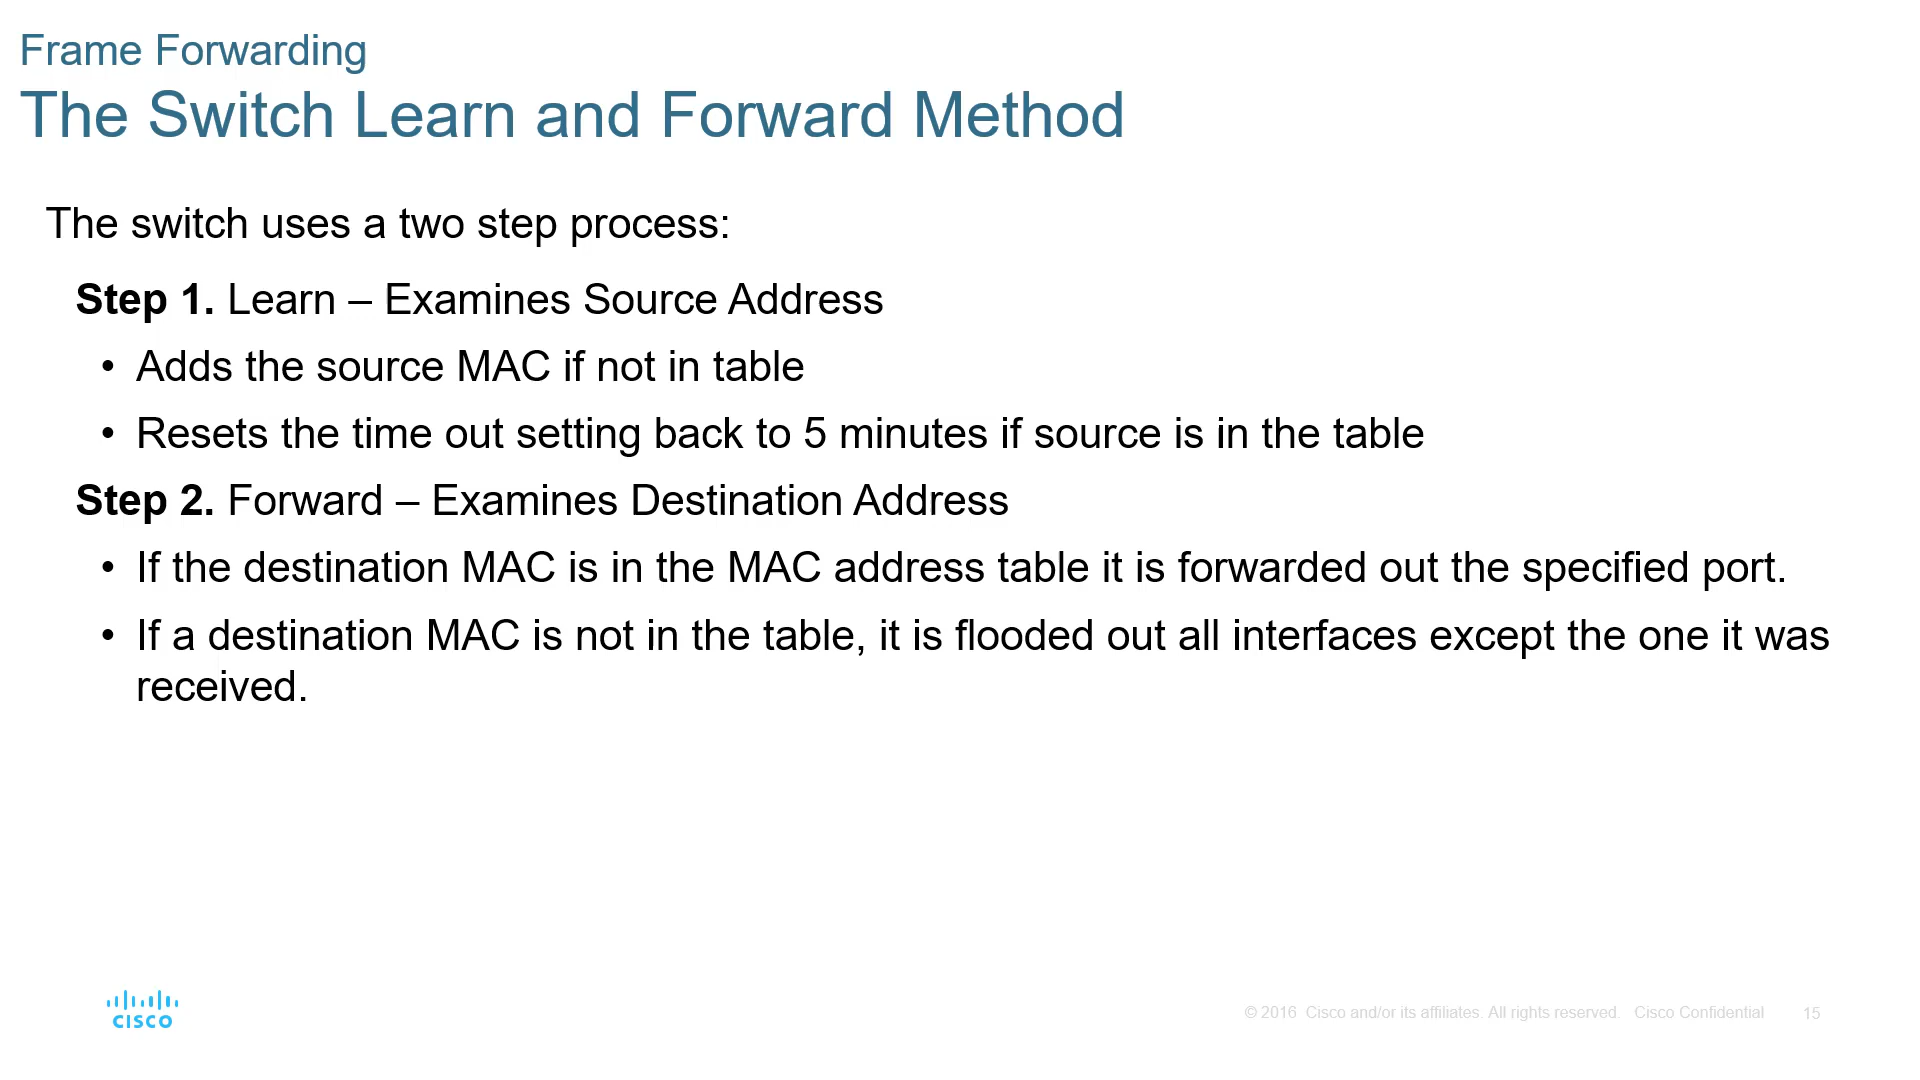 Frame Forwarding
The Switch Learn and Forward Method
The switch uses a two step process:
Step 1. Learn – Examines Source Address
• Adds the source MAC if not in table
• Resets the time out setting back to 5 minutes if source is in the table
Step 2. Forward – Examines Destination Address
• If the destination MAC is in the MAC address table it is forwarded out the specified port.
• If a destination MAC is not in the table, it is flooded out all interfaces except the one it was
received.
CISCO
© 2016 Cisco and/or its affiliates. All rights reserved. Cisco Confidential 15